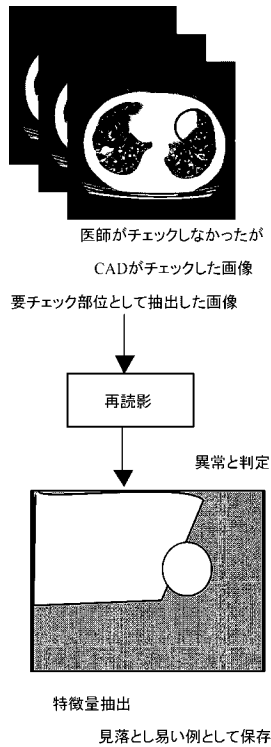 医師がチェックしなかったが
CADがチェックした画像
要チェック部位として抽出した画像
再読影
異常と判定
特徴量抽出
見落とし易い例として保存